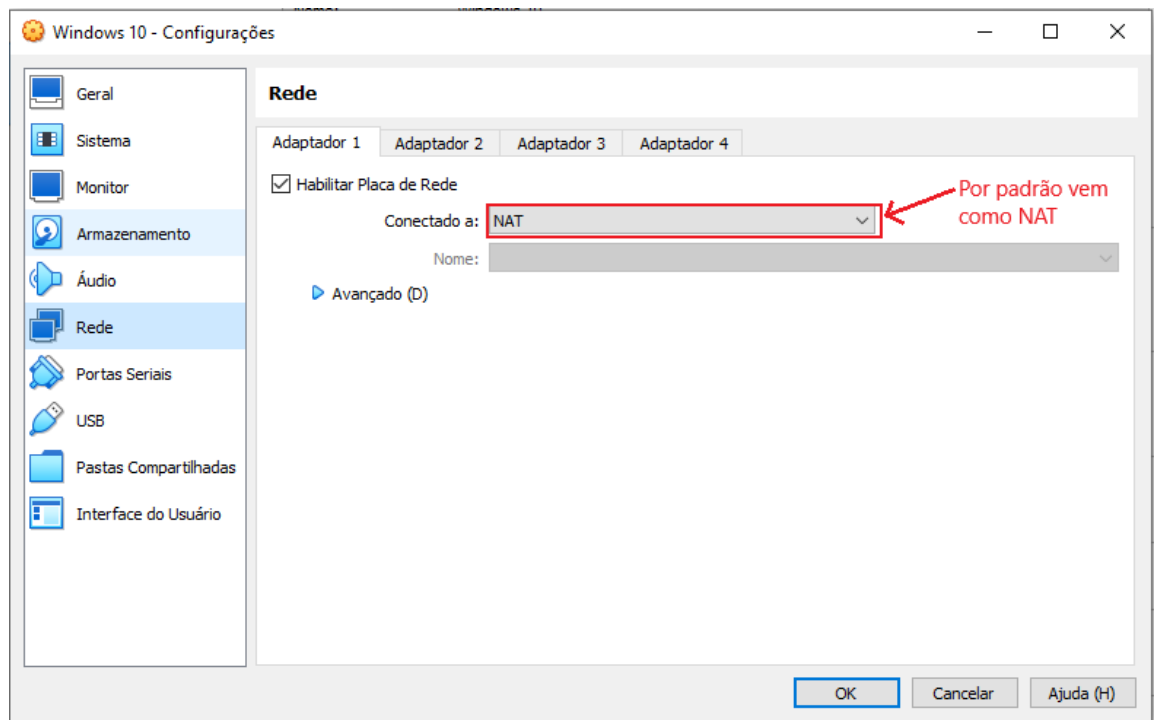 Windows 10 - Configurações
Geral
Sistema
Monitor
Armazenamento
Áudio
Rede
Portas Seriais
USB
Pastas Compartilhadas
Interface do Usuário
Rede
Adaptador 1 Adaptador 2 Adaptador 3 Adaptador 4
Habilitar Placa de Rede
Conectado a: NAT
Nome:
Avançado (D)
Por padrão vem
como NAT
OK Cancelar Ajuda (H)